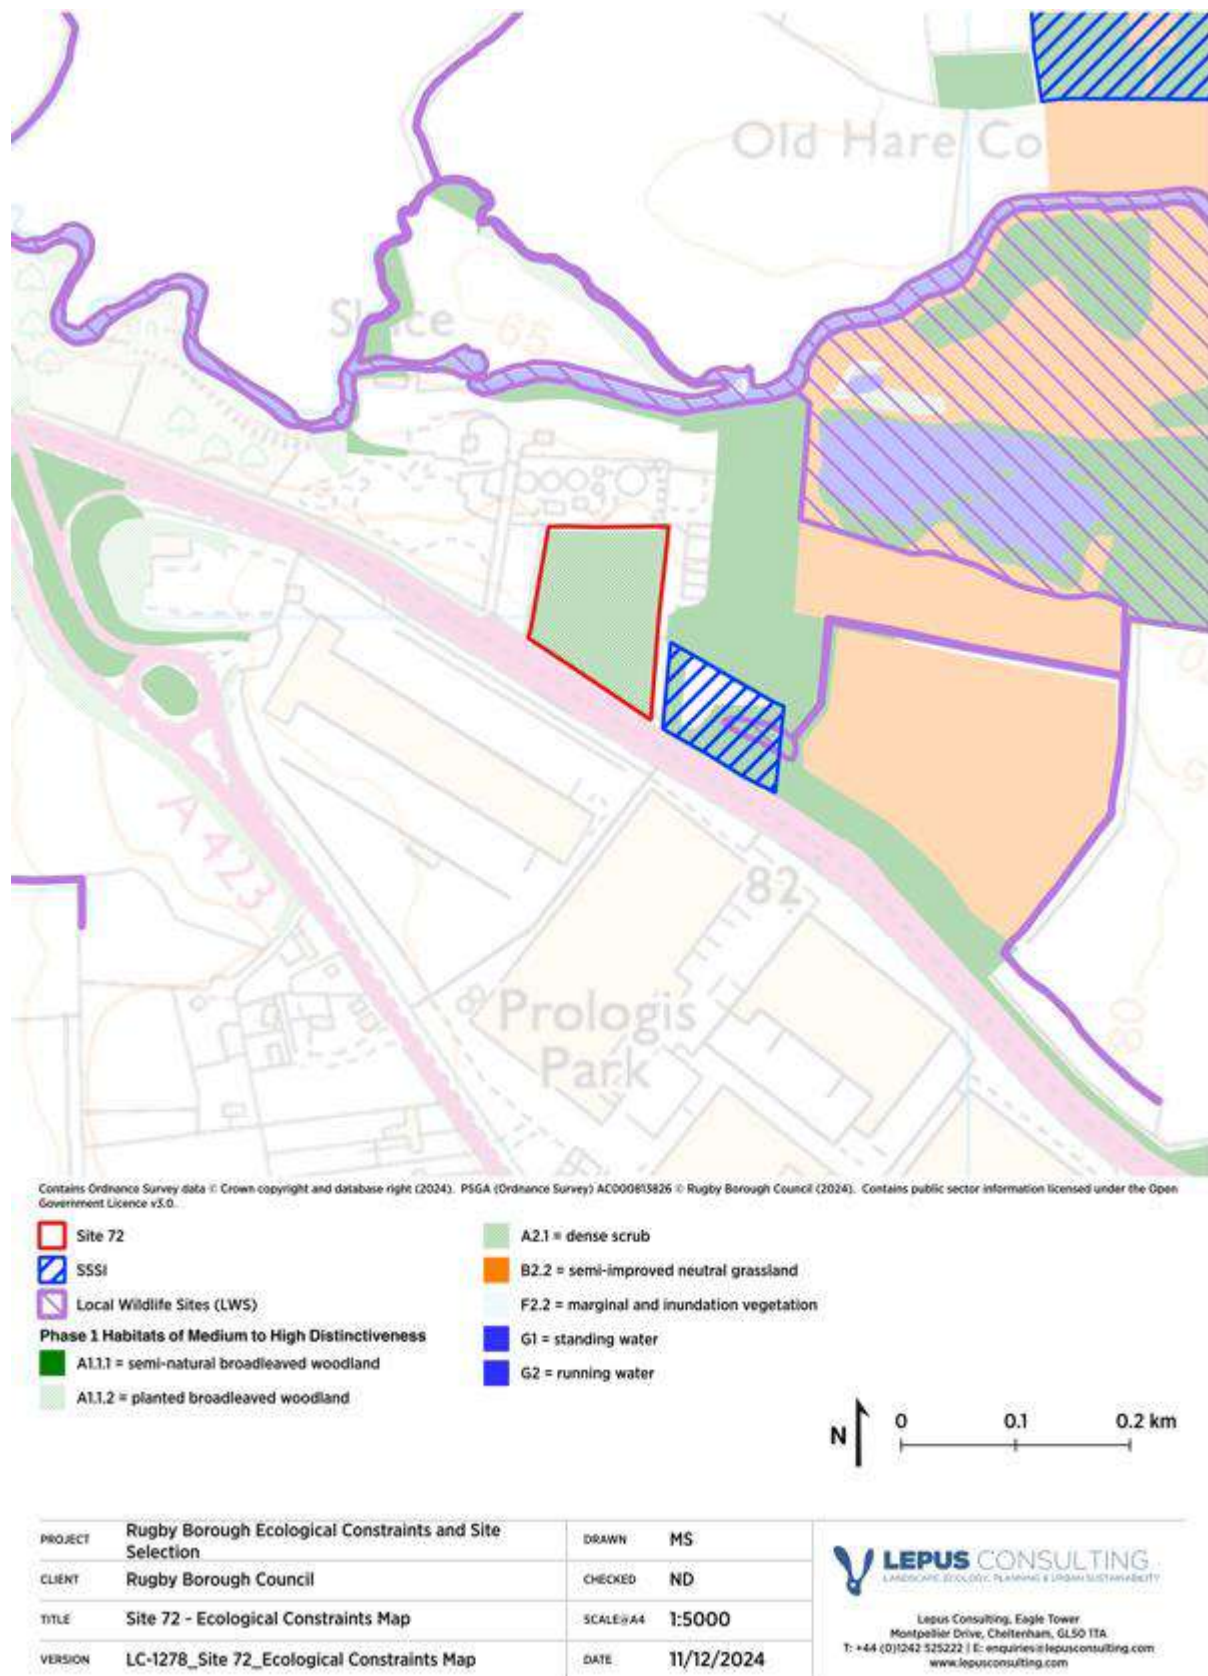 Old Hare Co
Sluice
65
A 423
82
Prologis
Park
80
Contains Ordnance Survey data © Crown copyright and database right (2024). PSGA (Ordnance Survey) AC000813826 © Rugby Borough Council (2024). Contains public sector information licensed under the Open
Government Licence v3.0.
Site 72
SSSI
Local Wildlife Sites (LWS)
Phase 1 Habitats of Medium to High Distinctiveness
A1.1.1 = semi-natural broadleaved woodland
A1.1.2 = planted broadleaved woodland
A2.1 = dense scrub
B2.2 = semi-improved neutral grassland
F2.2 = marginal and inundation vegetation
G1 = standing water
G2 = running water
N
0 0.1 0.2 km
PROJECT Rugby Borough Ecological Constraints and Site
Selection
DRAWN MS
CLIENT Rugby Borough Council
CHECKED ND
TITLE Site 72 - Ecological Constraints Map
SCALE@A4 1:5000
VERSION LC-1278_Site 72_Ecological Constraints Map
DATE 11/12/2024
LEPUS CONSULTING
LANDSCAPE, ECOLOGY, PLANNING & URBAN SUSTAINABILITY
Lepus Consulting, Eagle Tower
Montpellier Drive, Cheltenham, GL50 1TA
T: +44 (0)1242 525222 | E: enquiries@lepusconsulting.com
www.lepusconsulting.com